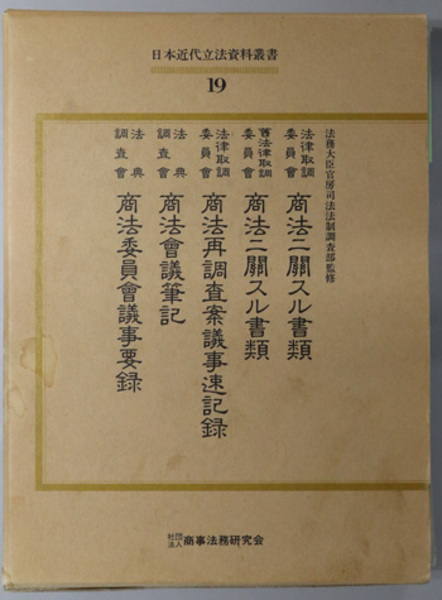 日本近代立法資料叢書
19
法務大臣官房司法法制調査部監修
法律取調委員會 商法ニ關スル書類
舊法律取調委員會 商法ニ關スル書類
法律取調委員會 商法再調査案議事速記録
法典調査會 商法會議筆記
法典調査會 商法委員會議事要録
社団法人 商事法務研究会